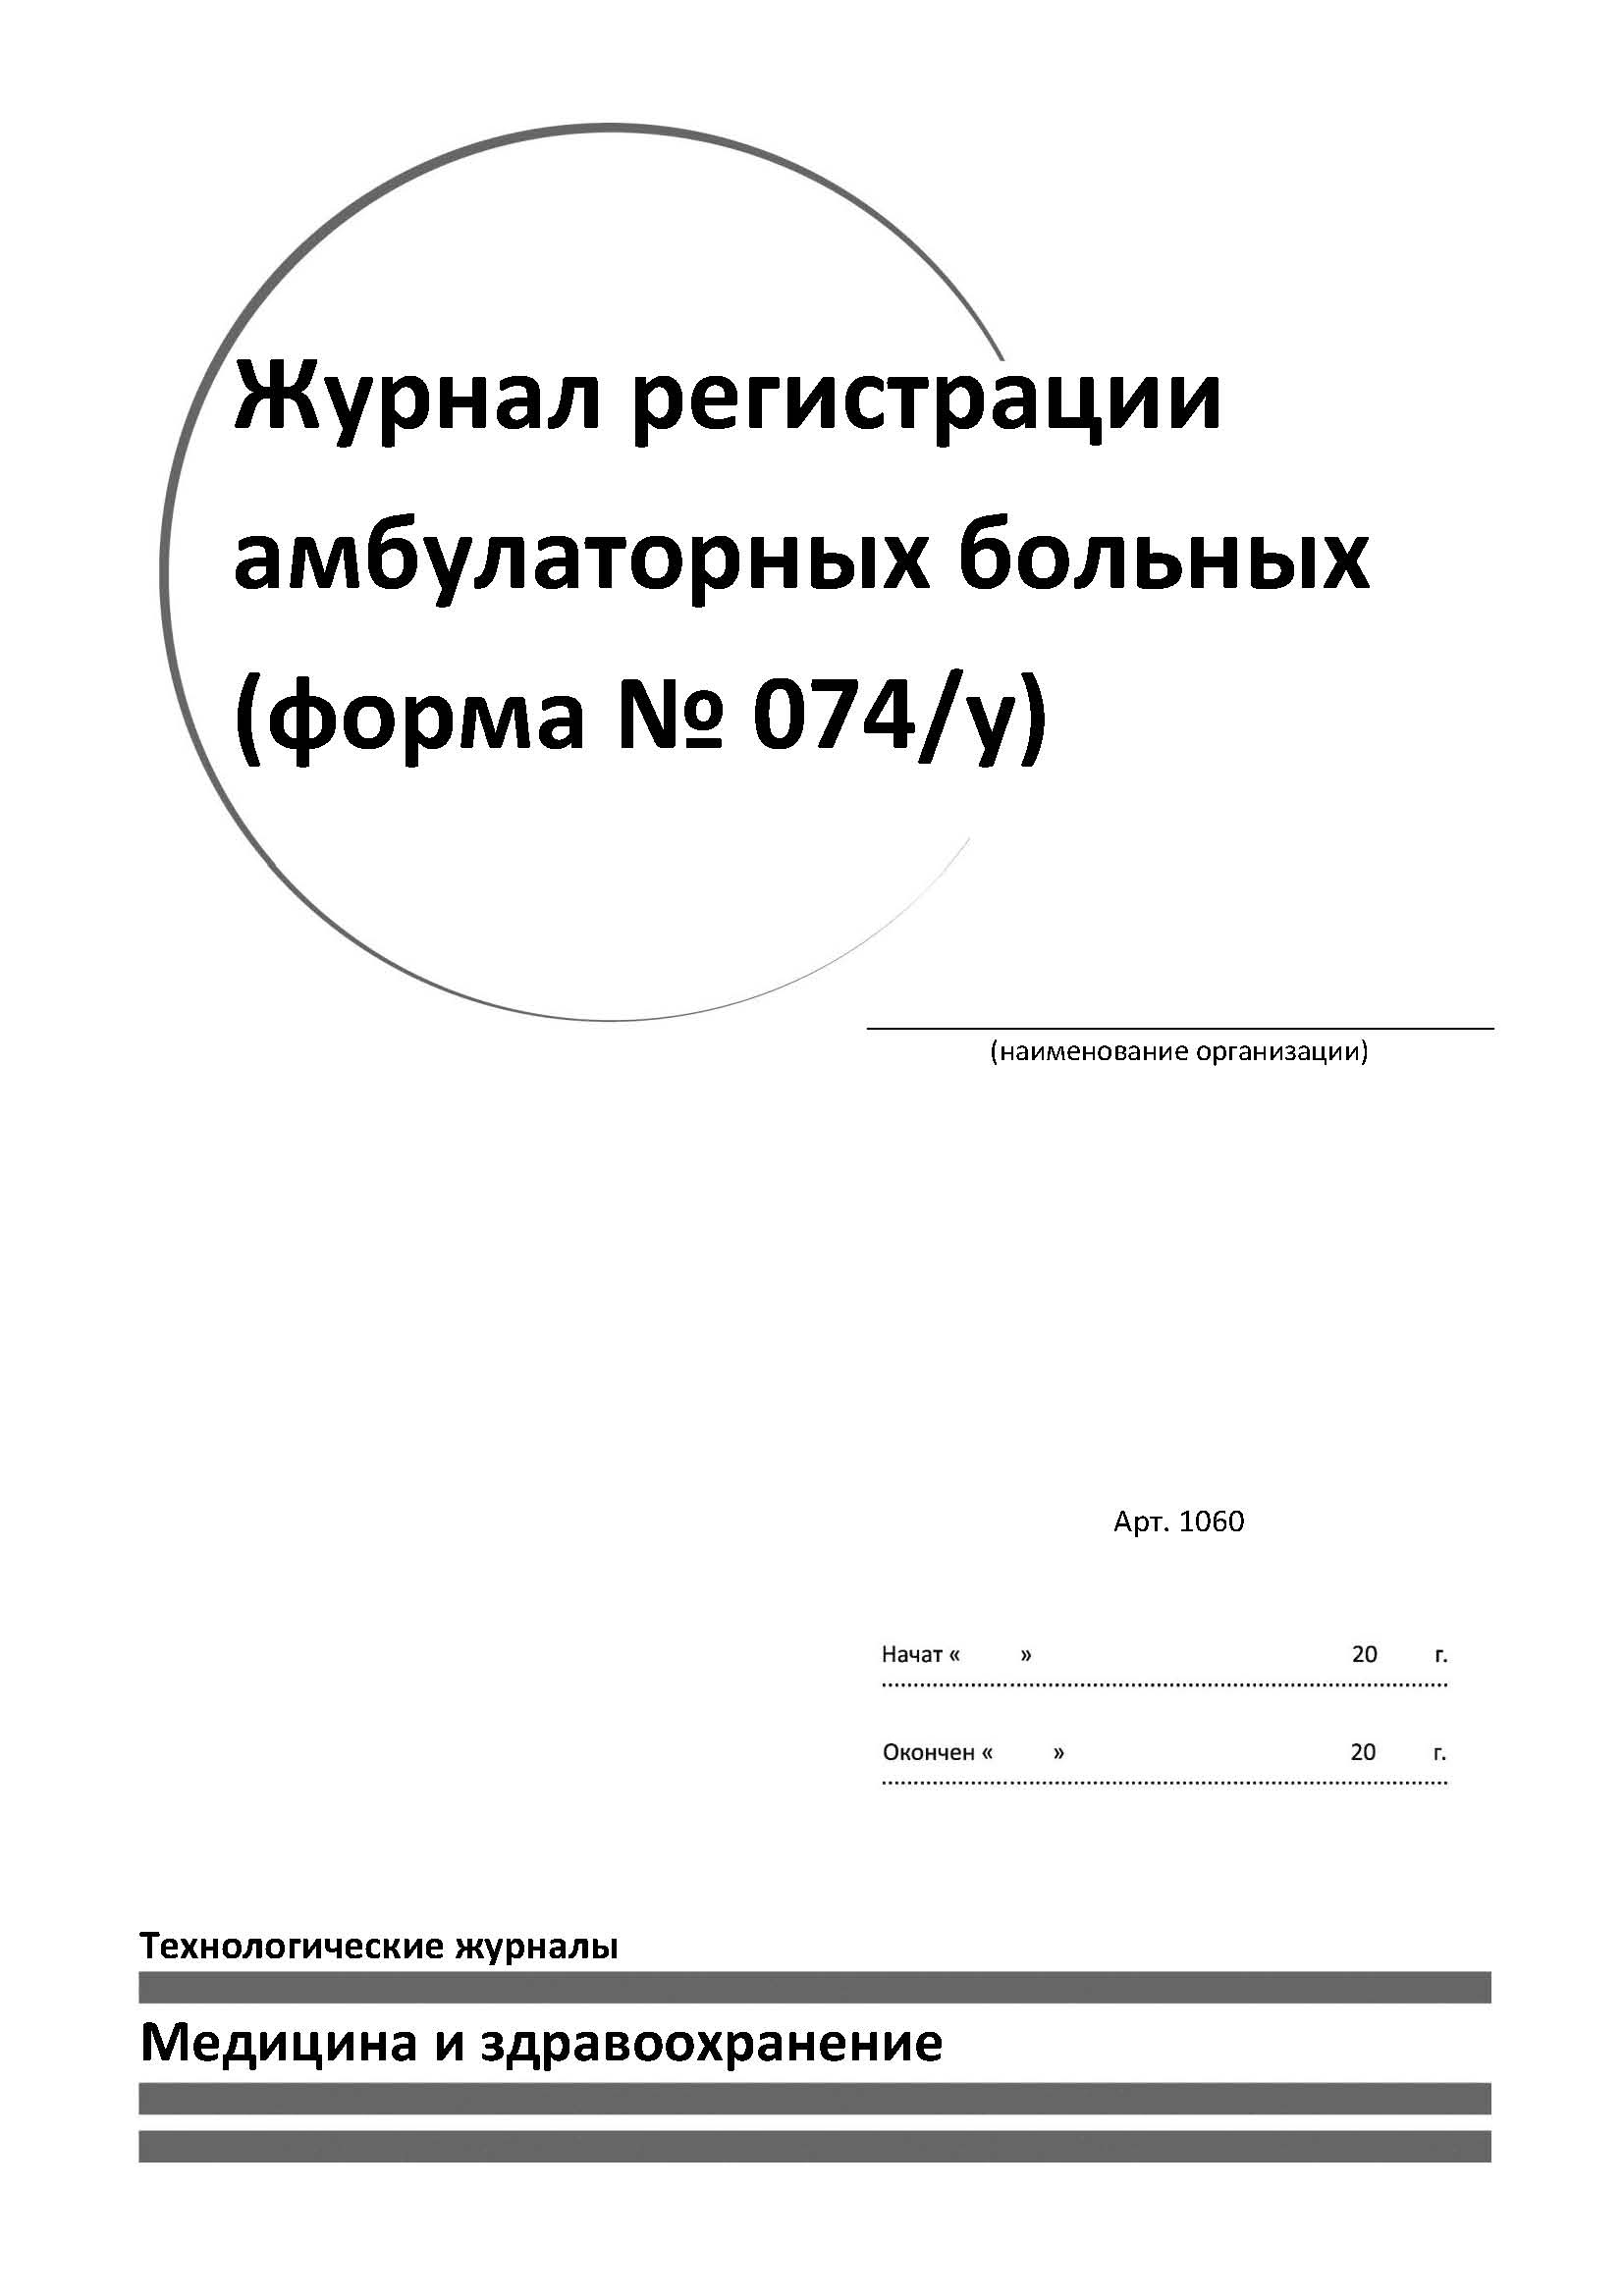 Журнал регистрации
амбулаторных больных
(форма № 074/у)
(наименование организации)
Арт. 1060
Начат « » 20 г.
Окончен « » 20 г.
Технологические журналы
Медицина и здравоохранение